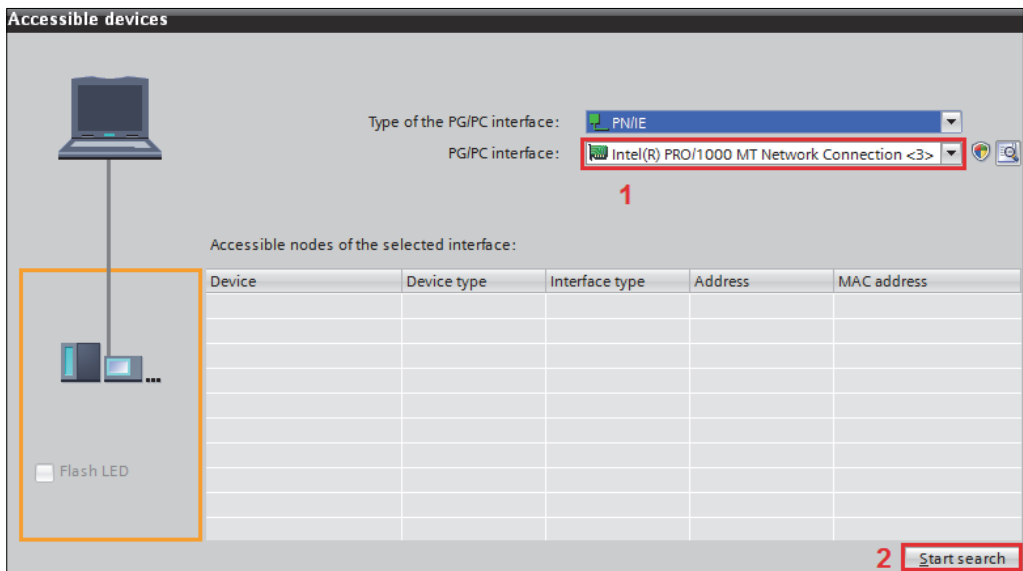 Accessible devices
Type of the PG/PC interface: PN/IE
PG/PC interface: Intel(R) PRO/1000 MT Network Connection <3>
1
Accessible nodes of the selected interface:
Device Device type Interface type Address MAC address
...
Flash LED
2 Start search